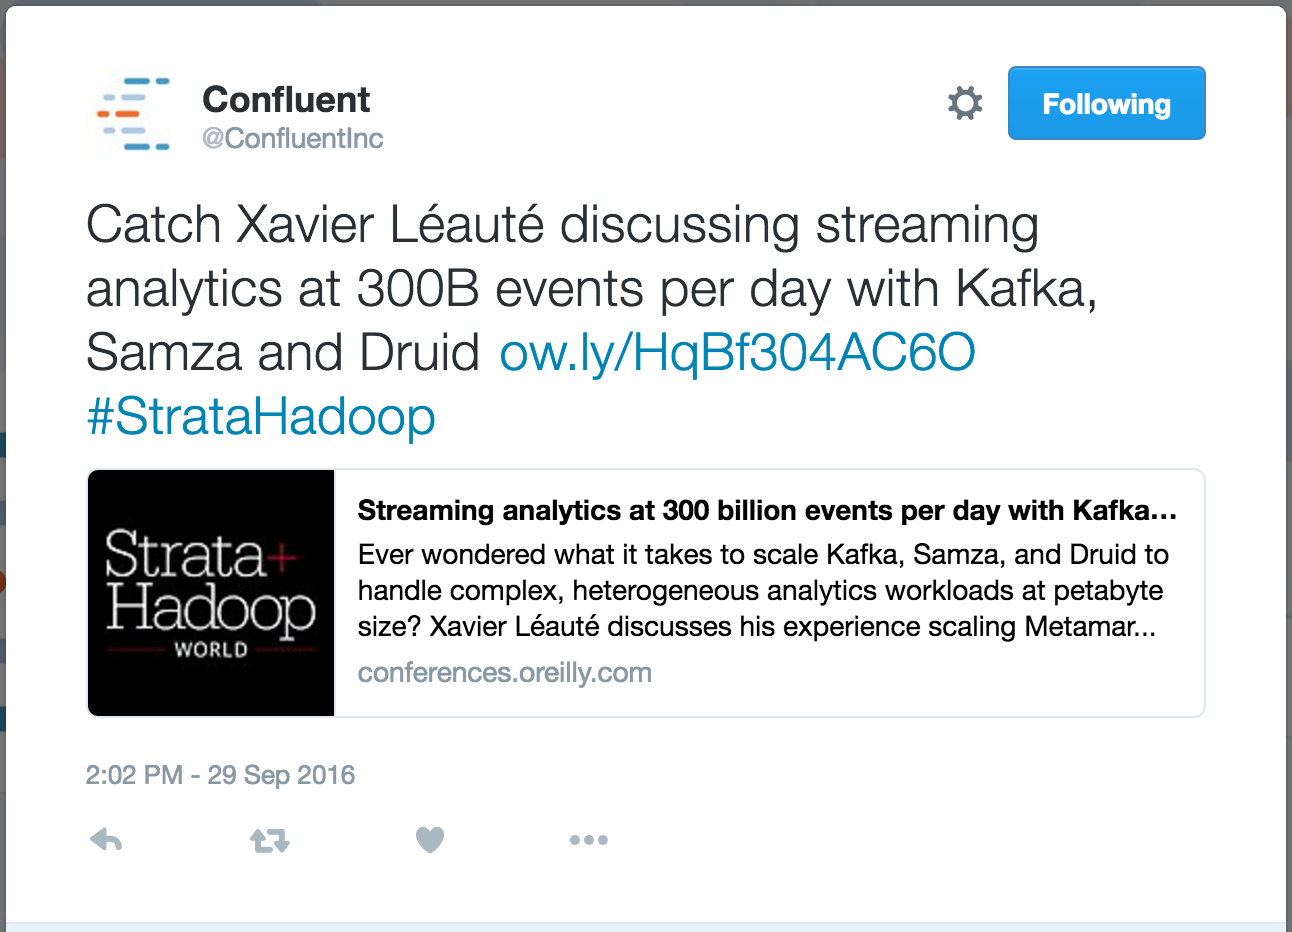 Confluent
@ConfluentInc
Following
Catch Xavier Léauté discussing streaming
analytics at 300B events per day with Kafka,
Samza and Druid ow.ly/HqBf304AC6O
#StrataHadoop
Strata+
Hadoop
WORLD
Streaming analytics at 300 billion events per day with Kafka...
Ever wondered what it takes to scale Kafka, Samza, and Druid to
handle complex, heterogeneous analytics workloads at petabyte
size? Xavier Léauté discusses his experience scaling Metamar...
conferences.oreilly.com
2:02 PM - 29 Sep 2016